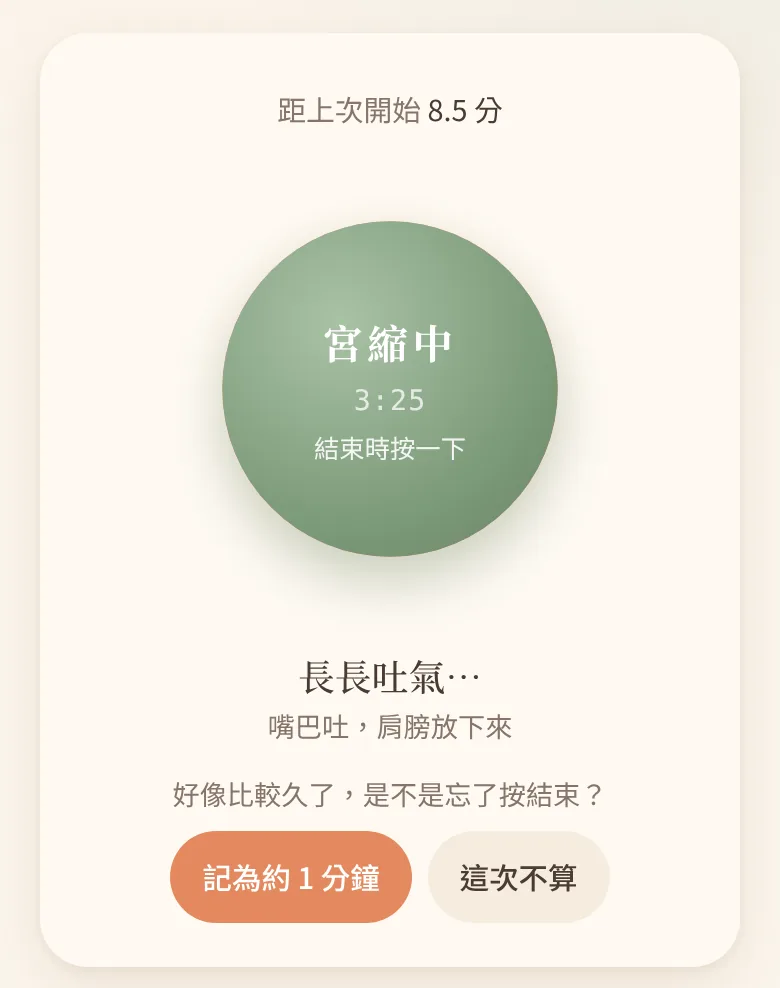 距上次開始 8.5 分
宮縮中
3:25
結束時按一下
長長吐氣⋯
嘴巴吐，肩膀放下來
好像比較久了，是不是忘了按結束？
記為約 1 分鐘
這次不算